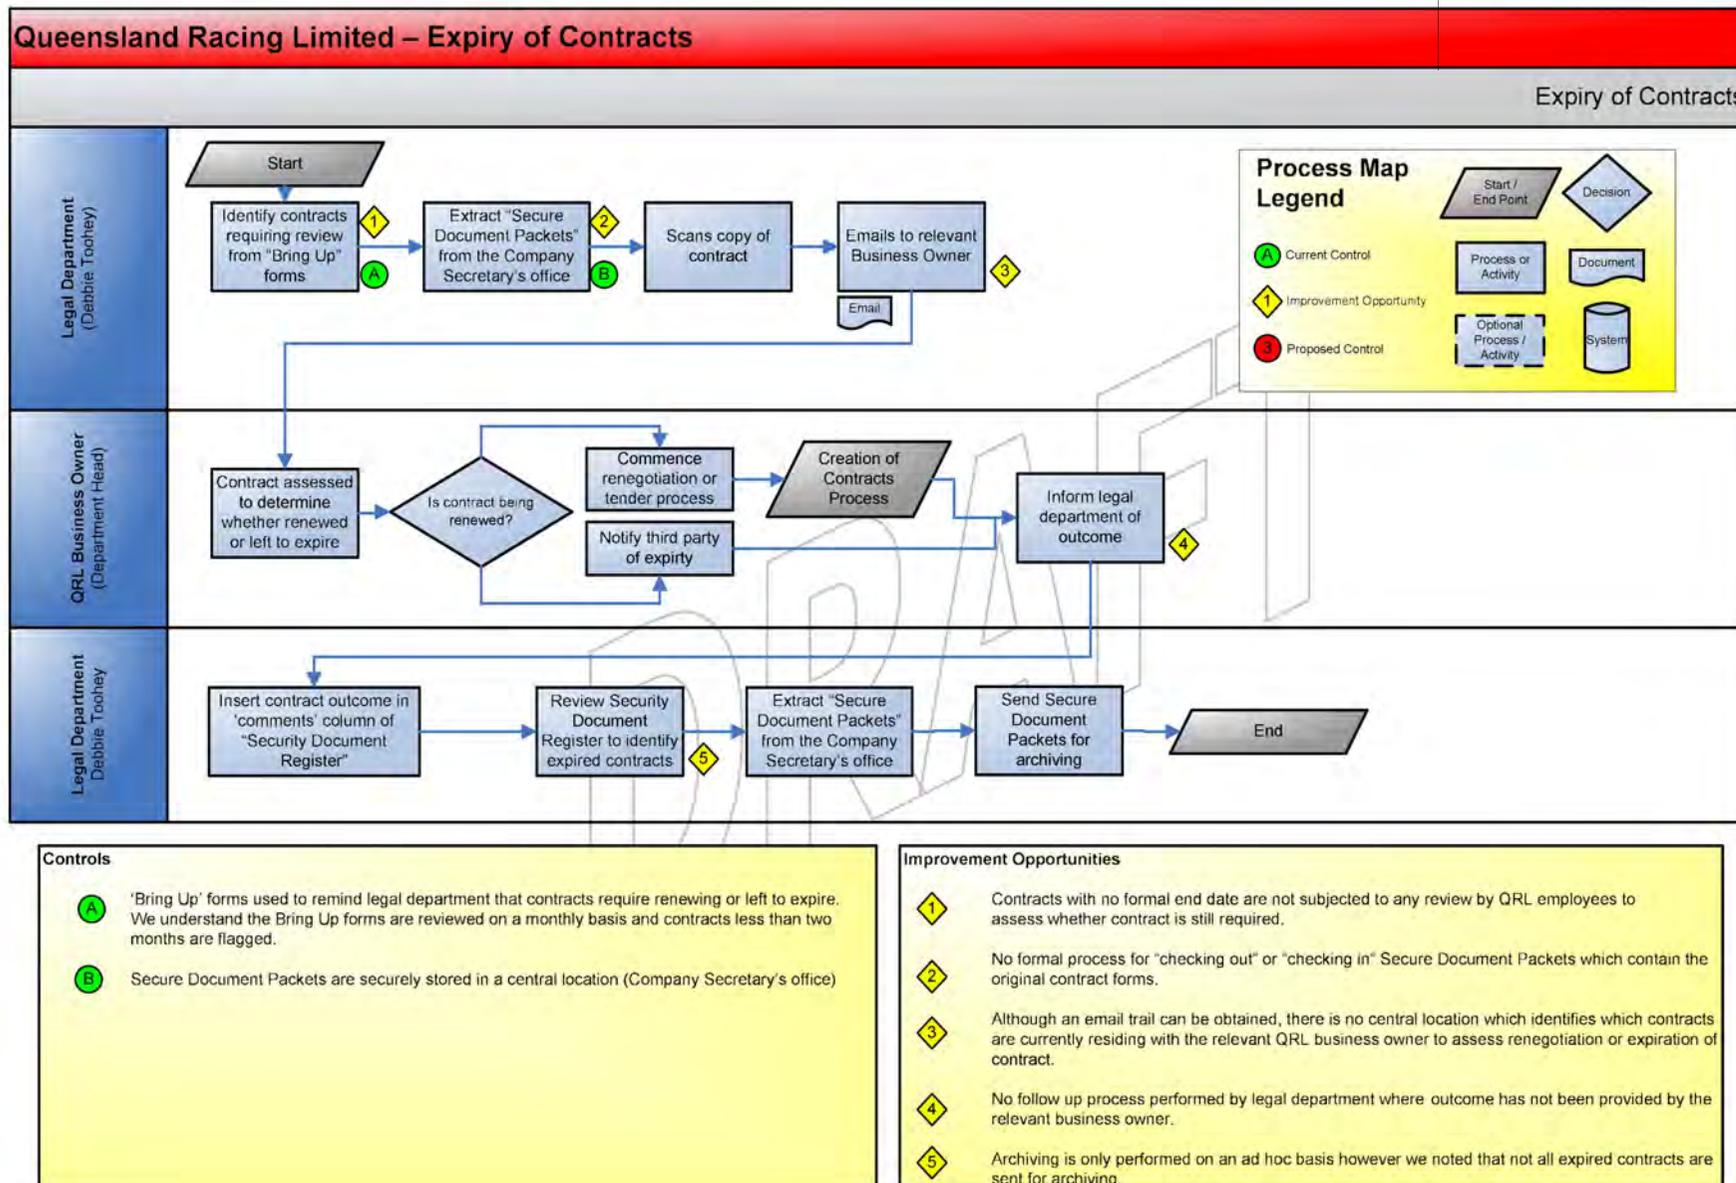 Queensland Racing Limited – Expiry of Contracts
Expiry of Contracts
Legal Department
(Debbie Toohey)
Start
Identify contracts
requiring review
from "Bring Up"
forms
1
A
Extract "Secure
Document Packets"
from the Company
Secretary's office
2
B
Scans copy of
contract
Emails to relevant
Business Owner
3
Email
Process Map
Legend
Start /
End Point
Decision
A
Current Control
Process or
Activity
Document
1
Improvement Opportunity
Optional
Process /
Activity
System
3
Proposed Control
QRL Business Owner
(Department Head)
Contract assessed
to determine
whether renewed
or left to expire
Is contract being
renewed?
Commence
renegotiation or
tender process
Notify third party
of expirty
Creation of
Contracts
Process
Inform legal
department of
outcome
4
DRAFT
Legal Department
Debbie Toohey
Insert contract outcome in
'comments' column of
"Security Document
Register"
Review Security
Document
Register to identify
expired contracts
5
Extract "Secure
Document Packets"
from the Company
Secretary's office
Send Secure
Document
Packets for
archiving
End
Controls
A
'Bring Up' forms used to remind legal department that contracts require renewing or left to expire.
We understand the Bring Up forms are reviewed on a monthly basis and contracts less than two
months are flagged.
B
Secure Document Packets are securely stored in a central location (Company Secretary's office)
Improvement Opportunities
1
Contracts with no formal end date are not subjected to any review by QRL employees to
assess whether contract is still required.
2
No formal process for "checking out" or "checking in" Secure Document Packets which contain the
original contract forms.
3
Although an email trail can be obtained, there is no central location which identifies which contracts
are currently residing with the relevant QRL business owner to assess renegotiation or expiration of
contract.
4
No follow up process performed by legal department where outcome has not been provided by the
relevant business owner.
5
Archiving is only performed on an ad hoc basis however we noted that not all expired contracts are
sent for archiving.